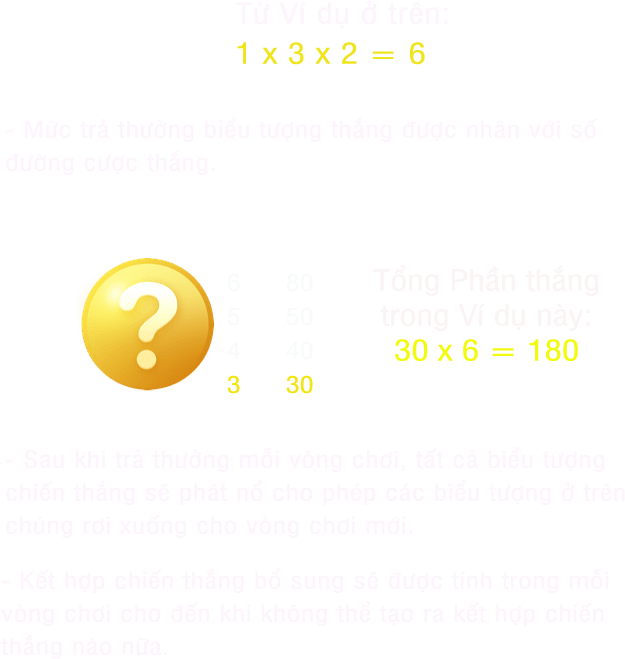 Từ Ví dụ ở trên:
1 x 3 x 2 = 6
- Mức trả thưởng biểu tượng thắng được nhân với số
đường cược thắng.
?
6 80
5 50
4 40
3 30
Tổng Phần thắng
trong Ví dụ này:
30 x 6 = 180
- Sau khi trả thưởng mỗi vòng chơi, tất cả biểu tượng
chiến thắng sẽ phát nổ cho phép các biểu tượng ở trên
chúng rơi xuống cho vòng chơi mới.
- Kết hợp chiến thắng bổ sung sẽ được tính trong mỗi
vòng chơi cho đến khi không thể tạo ra kết hợp chiến
thắng nào nữa.